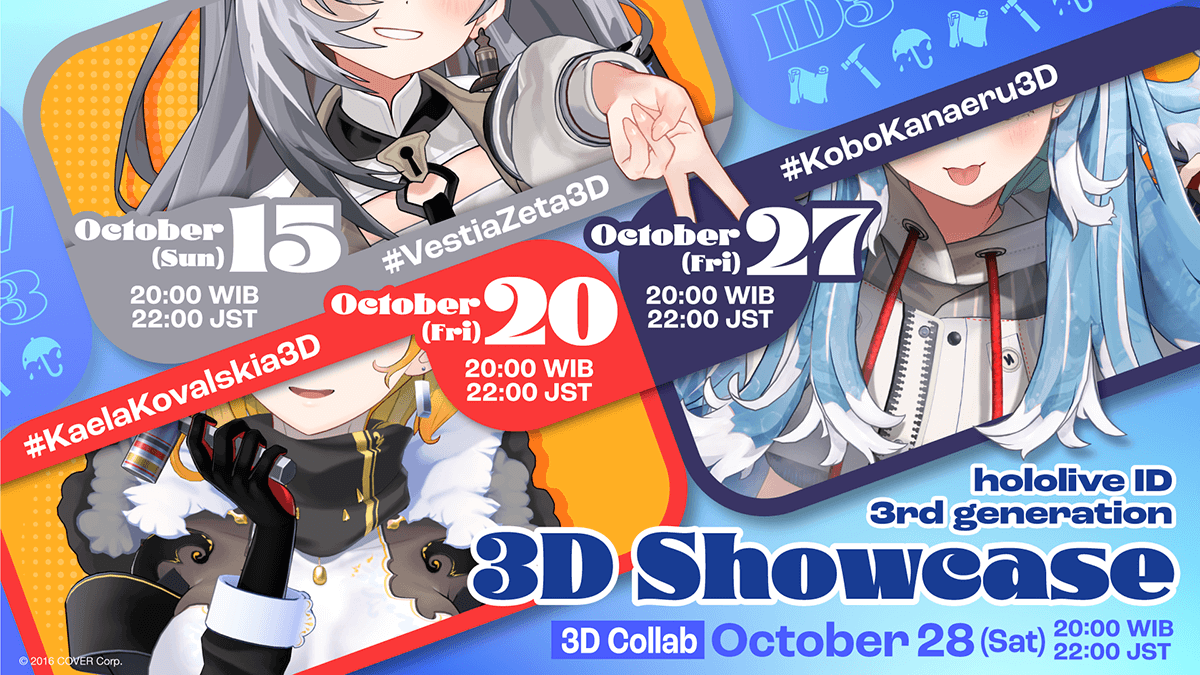 ID3
October
(Sun)
15
20:00 WIB
22:00 JST
#VestiaZeta3D
October
(Fri)
20
20:00 WIB
22:00 JST
#KaelaKovalskia3D
October
(Fri)
27
20:00 WIB
22:00 JST
#KoboKanaeru3D
hololive ID
3rd generation
3D Showcase
3D Collab
October 28 (Sat)
20:00 WIB
22:00 JST
© 2016 COVER Corp.